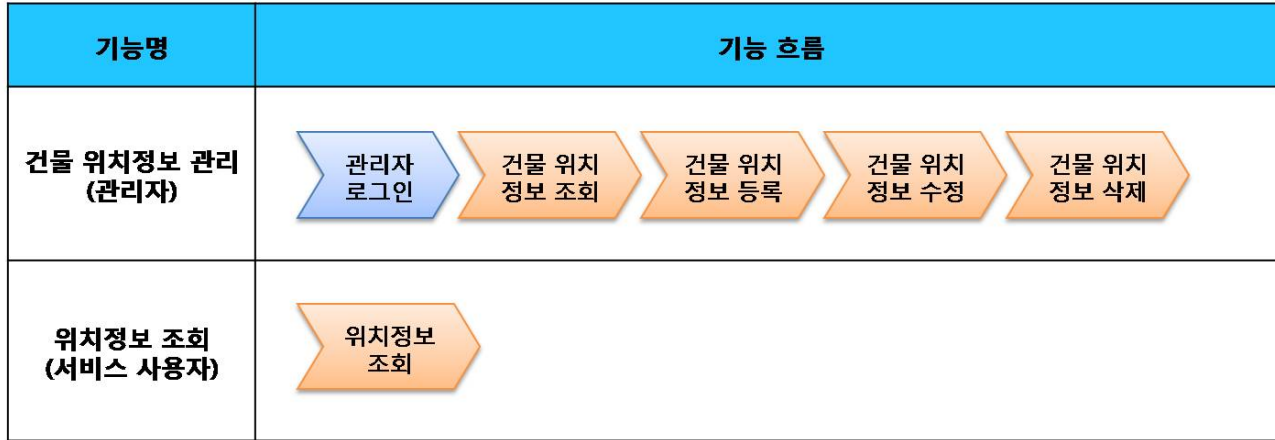 기능명
기능 흐름
건물 위치정보 관리
(관리자)
관리자
로그인
건물 위치
정보 조회
건물 위치
정보 등록
건물 위치
정보 수정
건물 위치
정보 삭제
위치정보 조회
(서비스 사용자)
위치정보
조회